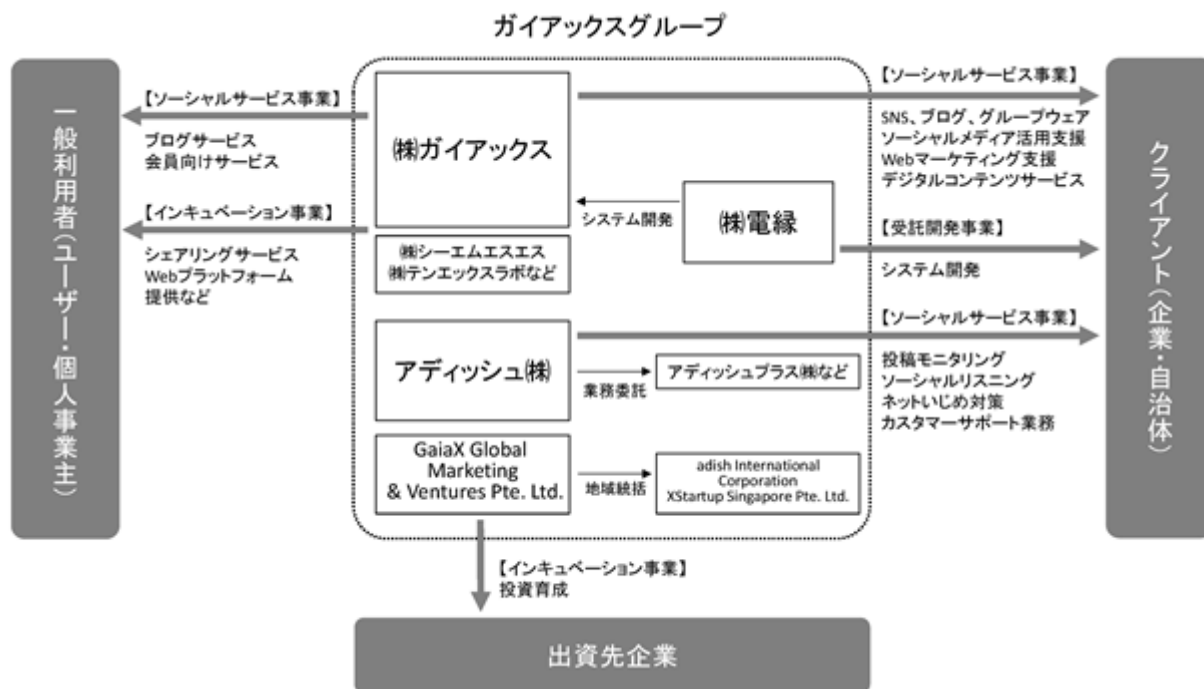 ガイアックスグループ
一般利用者(ユーザー・個人事業主)
【ソーシャルサービス事業】
ブログサービス
会員向けサービス
【インキュベーション事業】
シェアリングサービス
Webプラットフォーム
提供など
㈱ガイアックス
㈱シーエムエスエス
㈱テンエックスラボなど
システム開発
㈱電縁
アディッシュ㈱
業務委託
アディッシュプラス㈱など
GaiaX Global
Marketing
& Ventures Pte. Ltd.
地域統括
adish International
Corporation
XStartup Singapore Pte. Ltd.
【ソーシャルサービス事業】
SNS、ブログ、グループウェア
ソーシャルメディア活用支援
Webマーケティング支援
デジタルコンテンツサービス
【受託開発事業】
システム開発
【ソーシャルサービス事業】
投稿モニタリング
ソーシャルリスニング
ネットいじめ対策
カスタマーサポート業務
クライアント(企業・自治体)
【インキュベーション事業】
投資育成
出資先企業